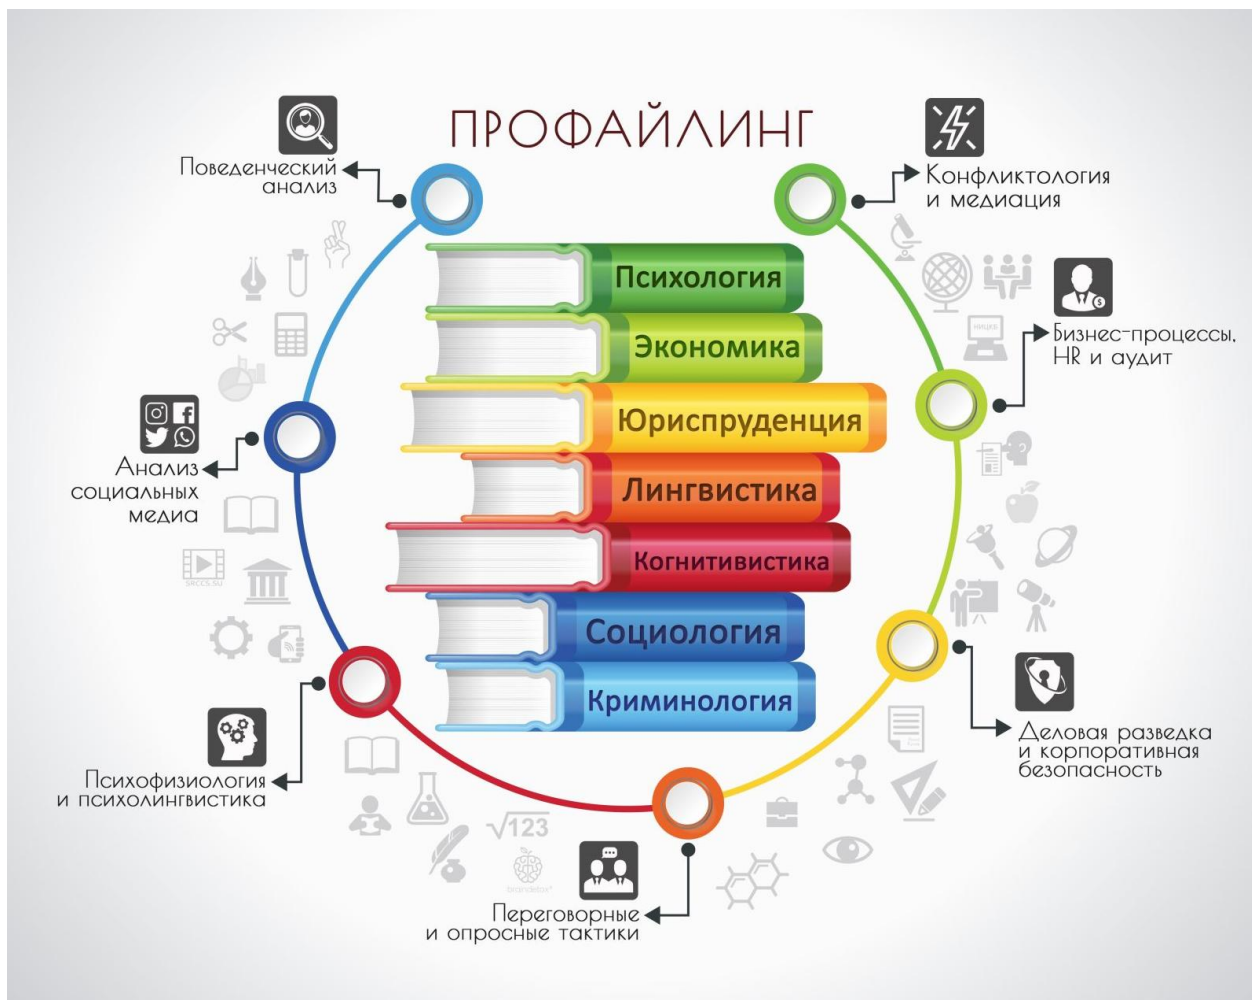 ПРОФАЙЛИНГ
Поведенческий
анализ
Конфликтология
и медиация
Психология
Экономика
Юриспруденция
Лингвистика
Когнитивистика
Социология
Криминология
Бизнес-процессы,
HR и аудит
Анализ
социальных
медиа
Деловая разведка
и корпоративная
безопасность
Психофизиология
и психолингвистика
Переговорные
и опросные тактики
√123